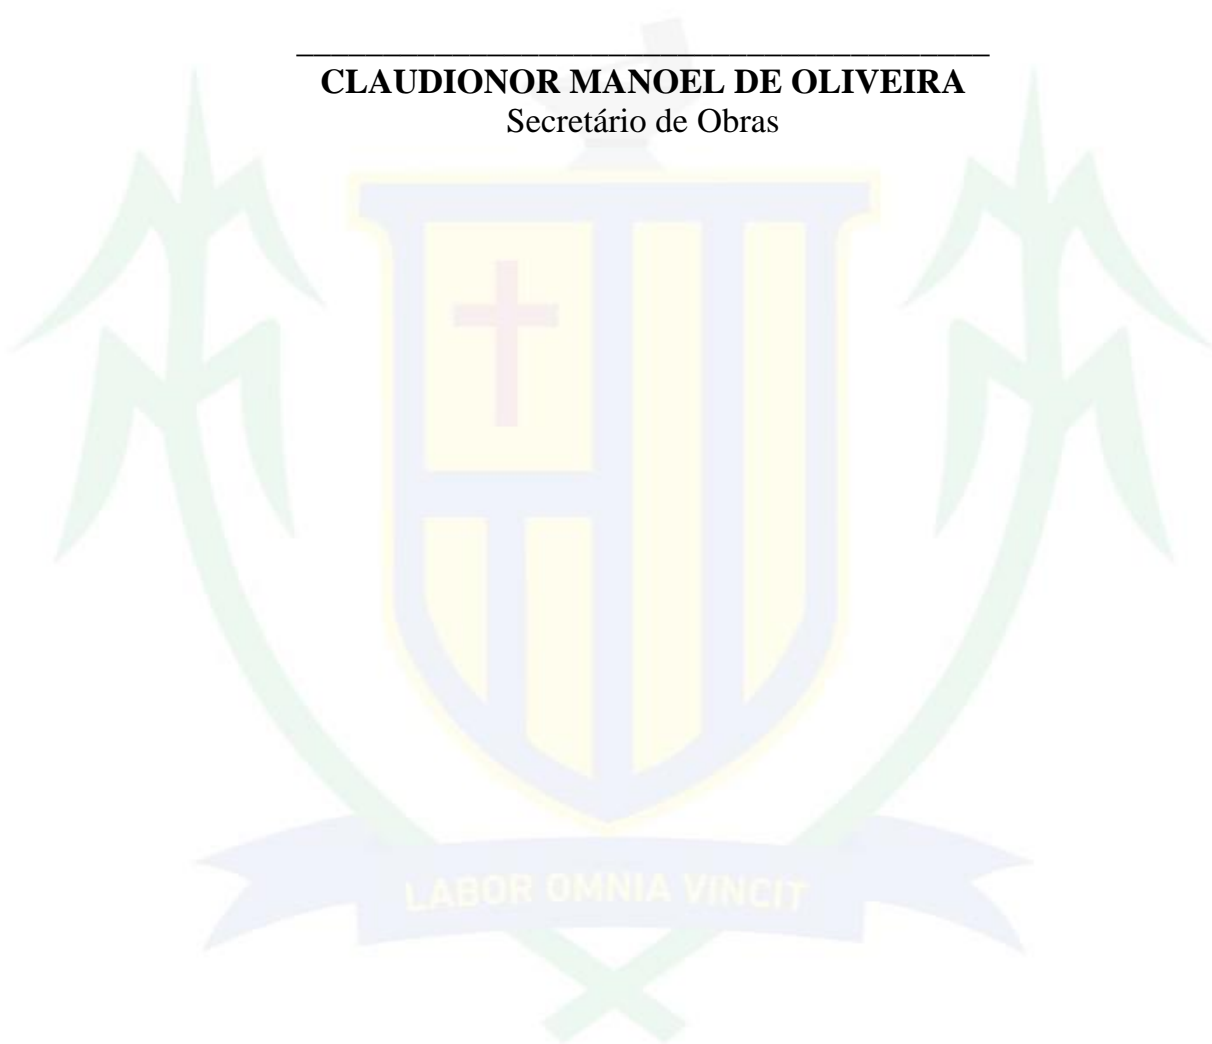 CLAUDIONOR MANOEL DE OLIVEIRA
Secretário de Obras
LABOR OMNIA VINCIT